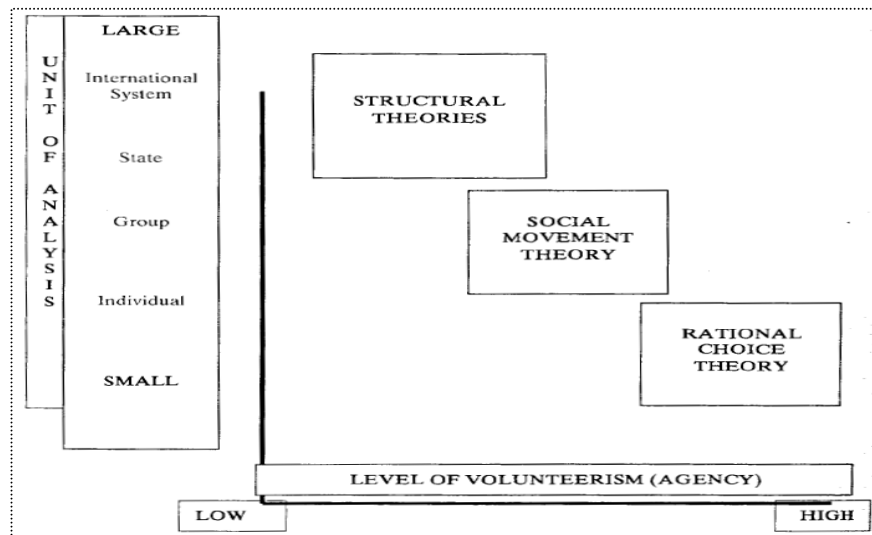 UNIT OF ANALYSIS
LARGE
International
System
State
Group
Individual
SMALL
STRUCTURAL
THEORIES
SOCIAL
MOVEMENT
THEORY
RATIONAL
CHOICE
THEORY
LEVEL OF VOLUNTEERISM (AGENCY)
LOW
HIGH